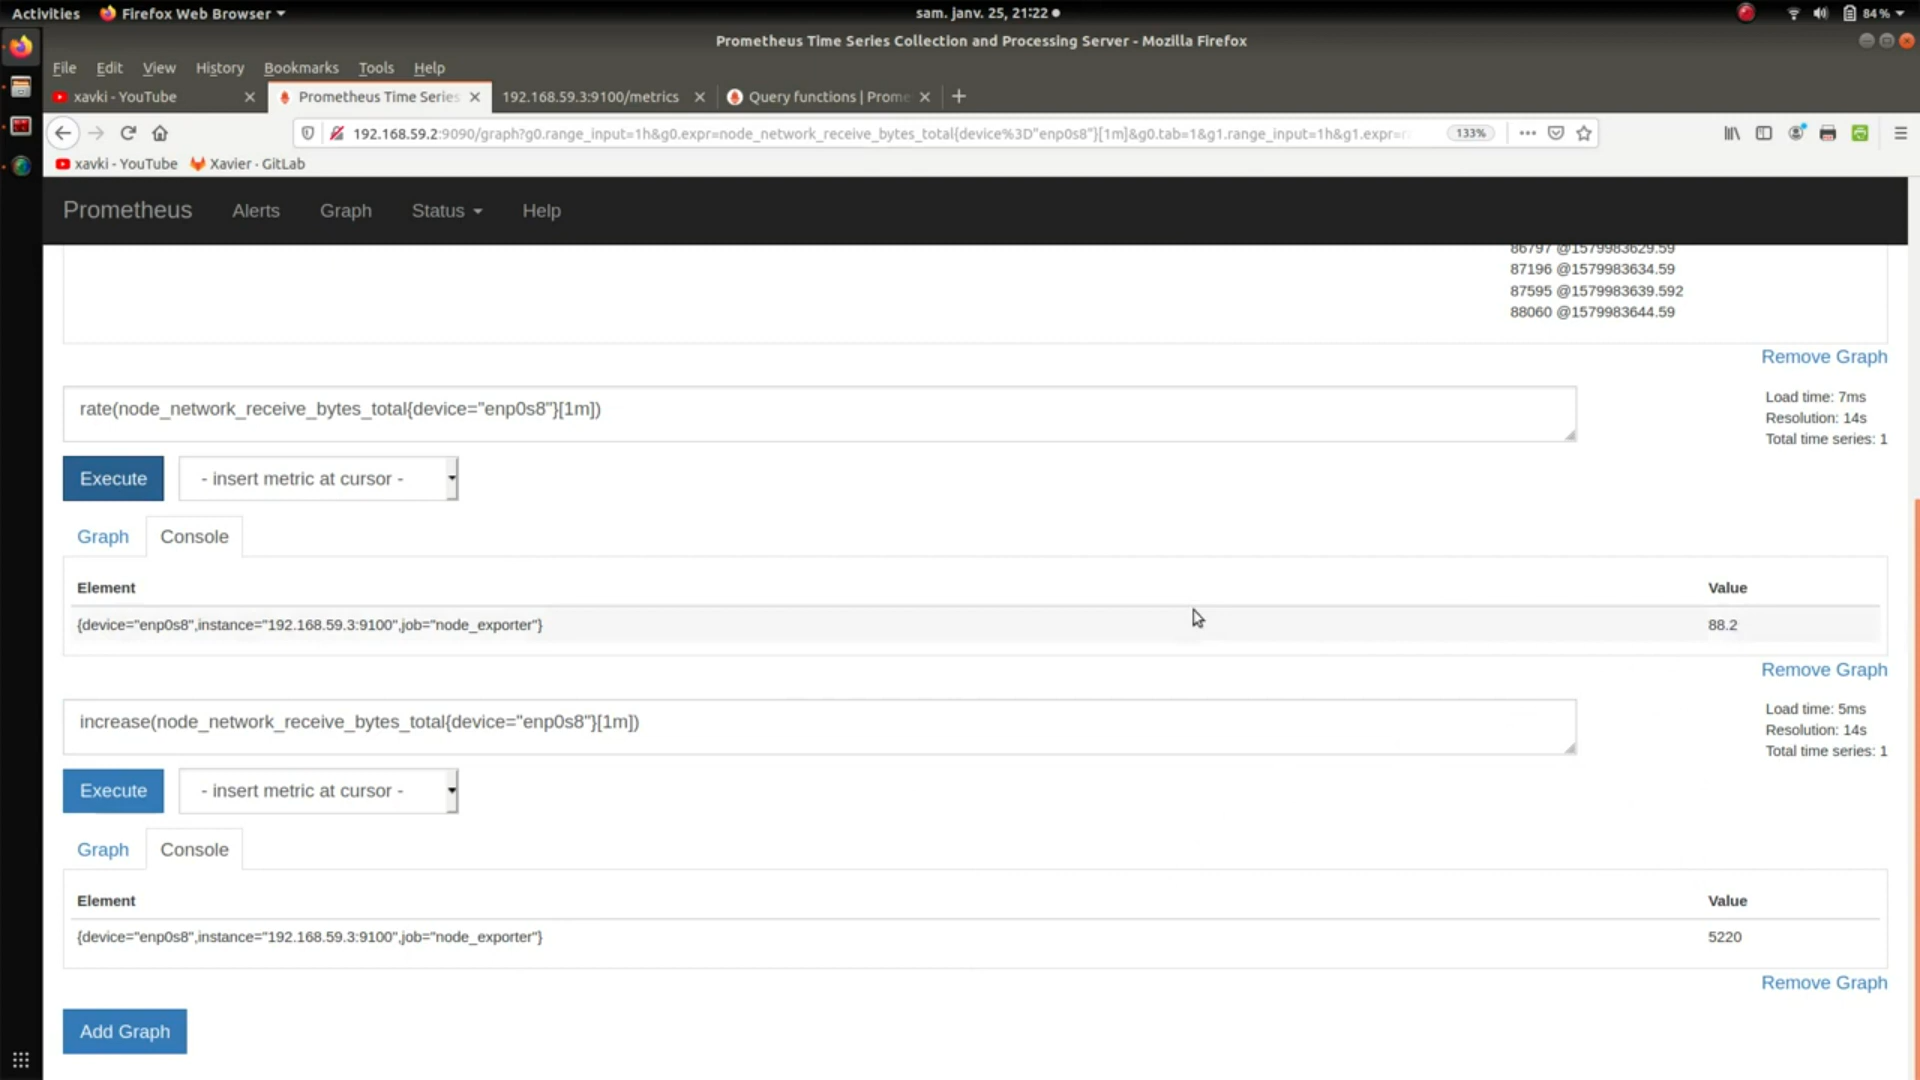 Activities Firefox Web Browser sam. janv. 25, 21:22 84 %
Prometheus Time Series Collection and Processing Server - Mozilla Firefox
File Edit View History Bookmarks Tools Help
xavki - YouTube Prometheus Time Series 192.168.59.3:9100/metrics Query functions | Prome
192.168.59.2:9090/graph?g0.range_input=1h&g0.expr=node_network_receive_bytes_total{device%3D"enp0s8"}[1m]&g0.tab=1&g1.range_input=1h&g1.expr=r 133%
xavki - YouTube Xavier · GitLab
Prometheus Alerts Graph Status Help
86797 @1579983629.59
87196 @1579983634.59
87595 @1579983639.592
88060 @1579983644.59
Remove Graph
rate(node_network_receive_bytes_total{device="enp0s8"}[1m])
Load time: 7ms
Resolution: 14s
Total time series: 1
Execute - insert metric at cursor -
Graph Console
Element Value
{device="enp0s8",instance="192.168.59.3:9100",job="node_exporter"} 88.2
Remove Graph
increase(node_network_receive_bytes_total{device="enp0s8"}[1m])
Load time: 5ms
Resolution: 14s
Total time series: 1
Execute - insert metric at cursor -
Graph Console
Element Value
{device="enp0s8",instance="192.168.59.3:9100",job="node_exporter"} 5220
Remove Graph
Add Graph